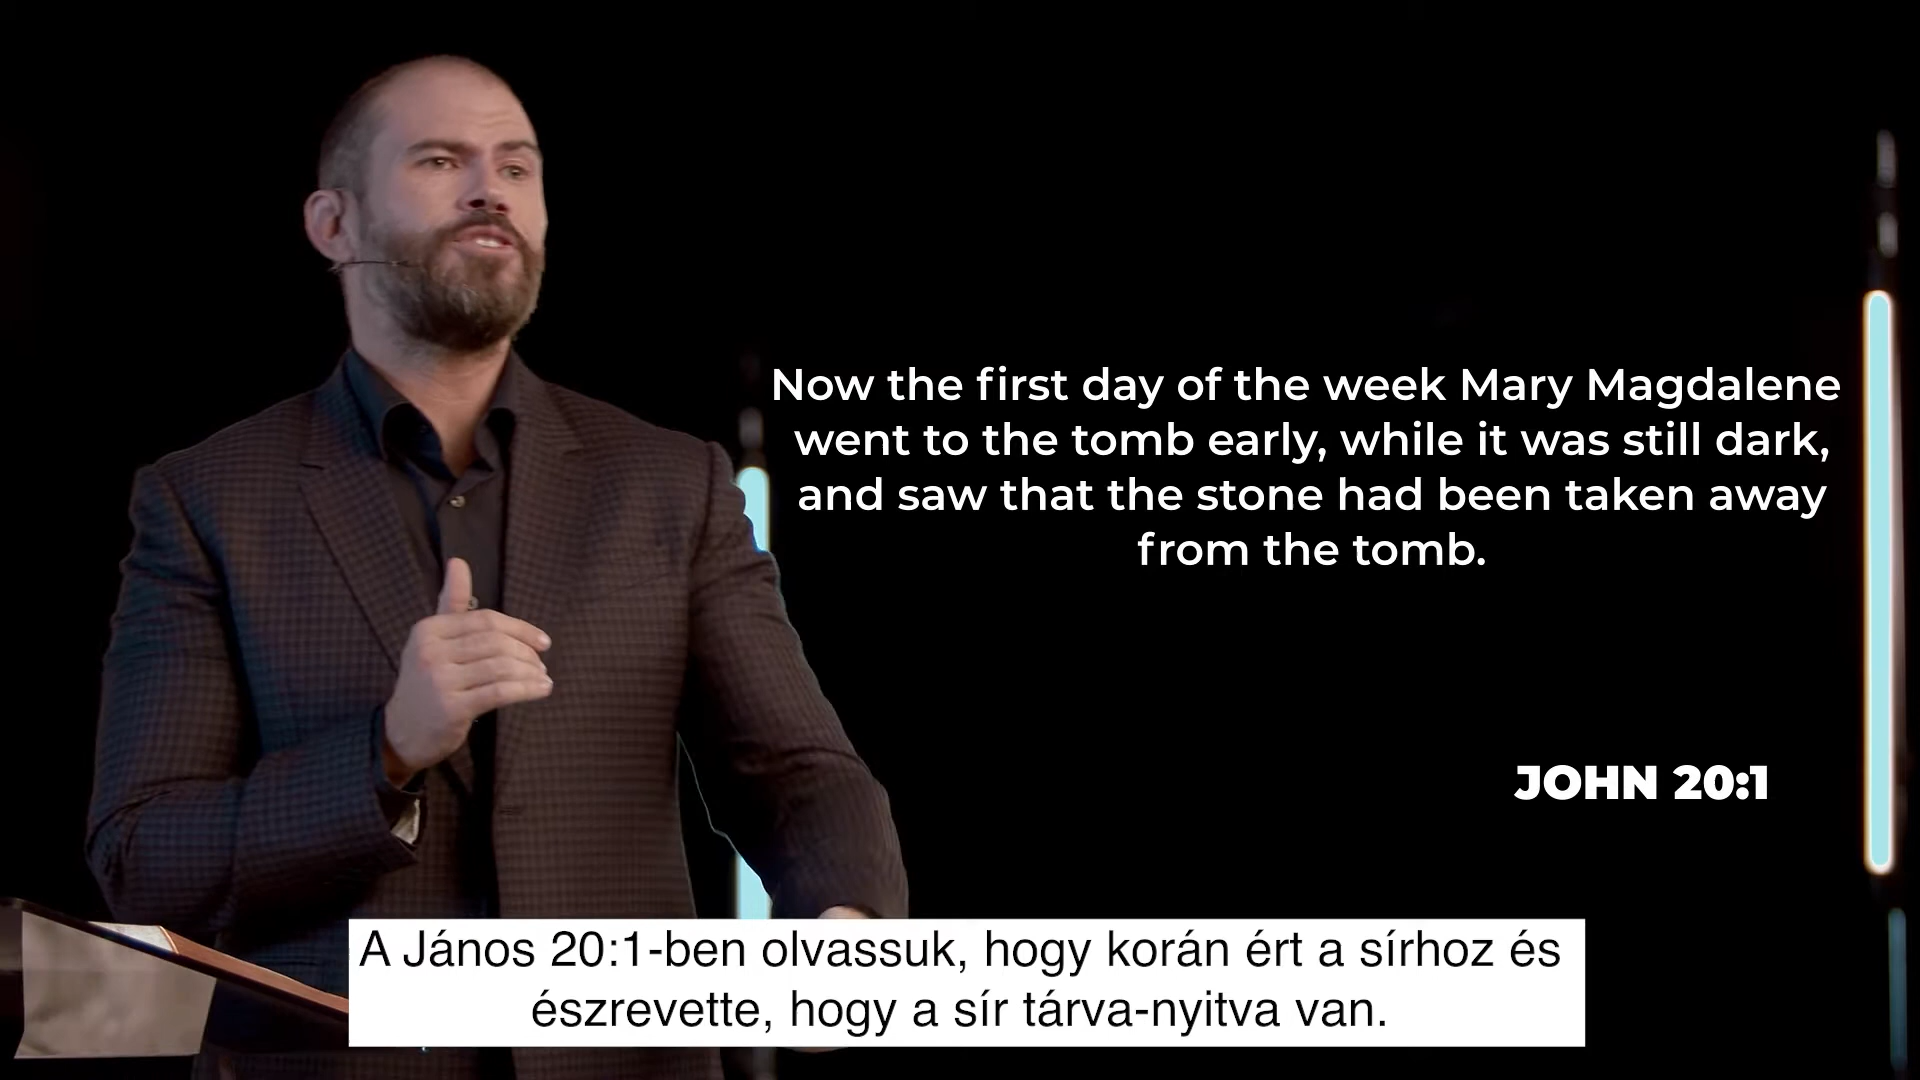 Now the first day of the week Mary Magdalene
went to the tomb early, while it was still dark,
and saw that the stone had been taken away
from the tomb.
JOHN 20:1
A János 20:1-ben olvassuk, hogy korán ért a sírhoz és
észrevette, hogy a sír tárva-nyitva van.